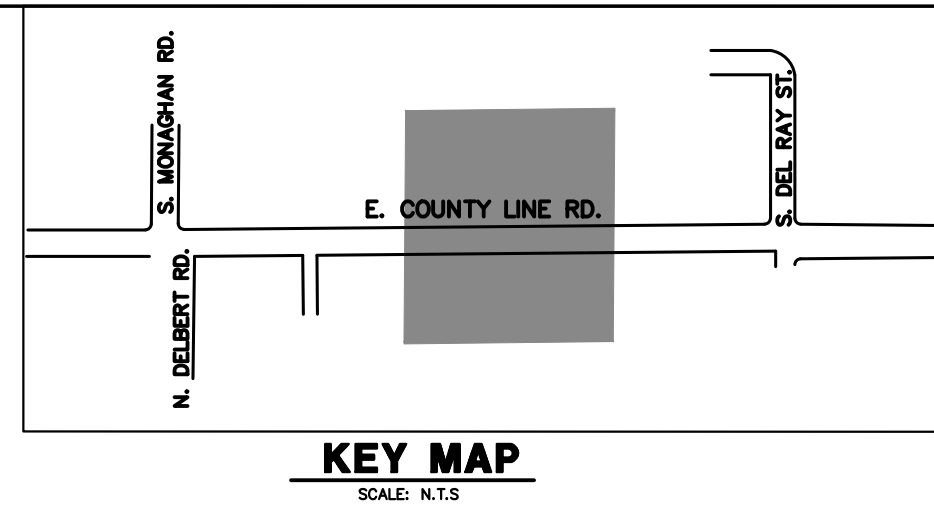 S. MONAGHAN RD.
S. DEL RAY ST.
E. COUNTY LINE RD.
N. DELBERT RD.
KEY MAP
SCALE: N.T.S